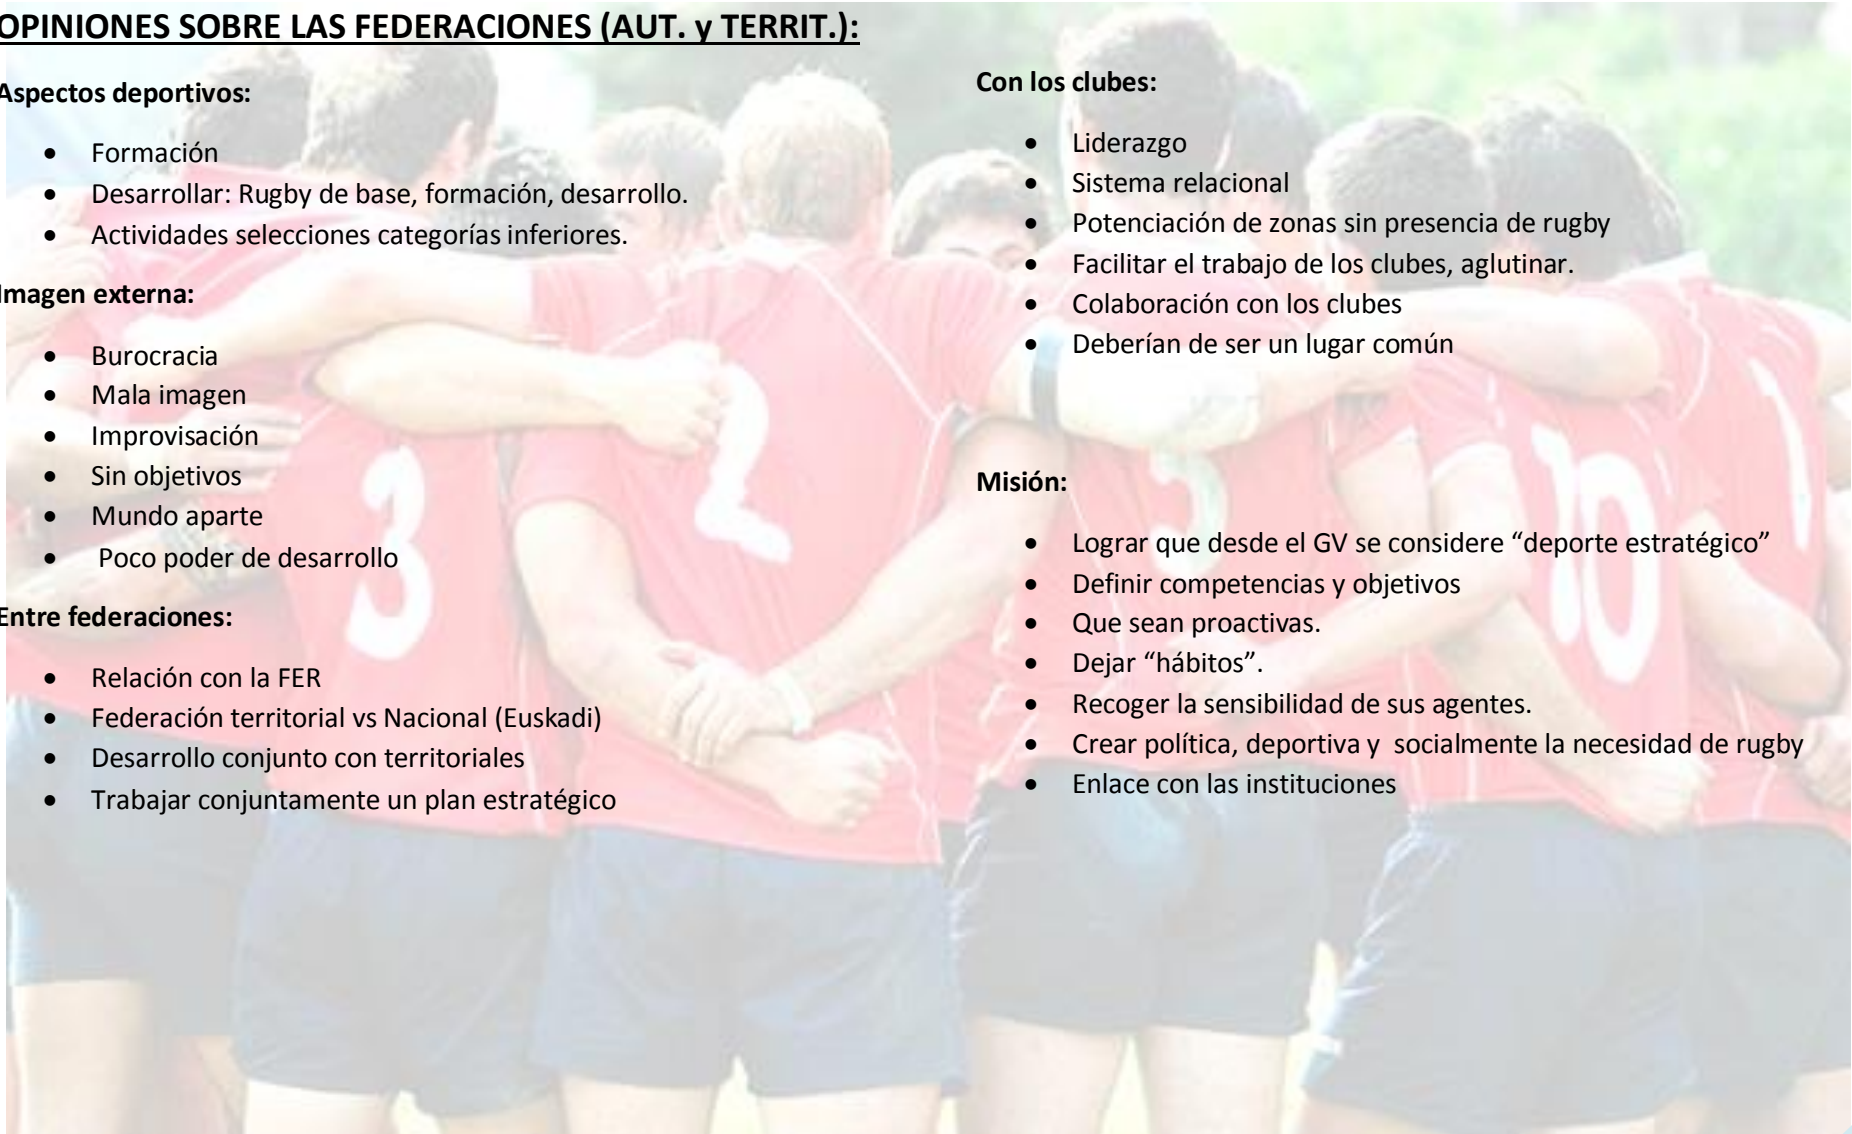 OPINIONES SOBRE LAS FEDERACIONES (AUT. y TERRIT.):
Aspectos deportivos:
• Formación
• Desarrollar: Rugby de base, formación, desarrollo.
• Actividades selecciones categorías inferiores.
Imagen externa:
• Burocracia
• Mala imagen
• Improvisación
• Sin objetivos
• Mundo aparte
• Poco poder de desarrollo
Entre federaciones:
• Relación con la FER
• Federación territorial vs Nacional (Euskadi)
• Desarrollo conjunto con territoriales
• Trabajar conjuntamente un plan estratégico
Con los clubes:
• Liderazgo
• Sistema relacional
• Potenciación de zonas sin presencia de rugby
• Facilitar el trabajo de los clubes, aglutinar.
• Colaboración con los clubes
• Deberían de ser un lugar común
Misión:
• Lograr que desde el GV se considere “deporte estratégico”
• Definir competencias y objetivos
• Que sean proactivas.
• Dejar “hábitos”.
• Recoger la sensibilidad de sus agentes.
• Crear política, deportiva y socialmente la necesidad de rugby
• Enlace con las instituciones
3
2
5
10
1